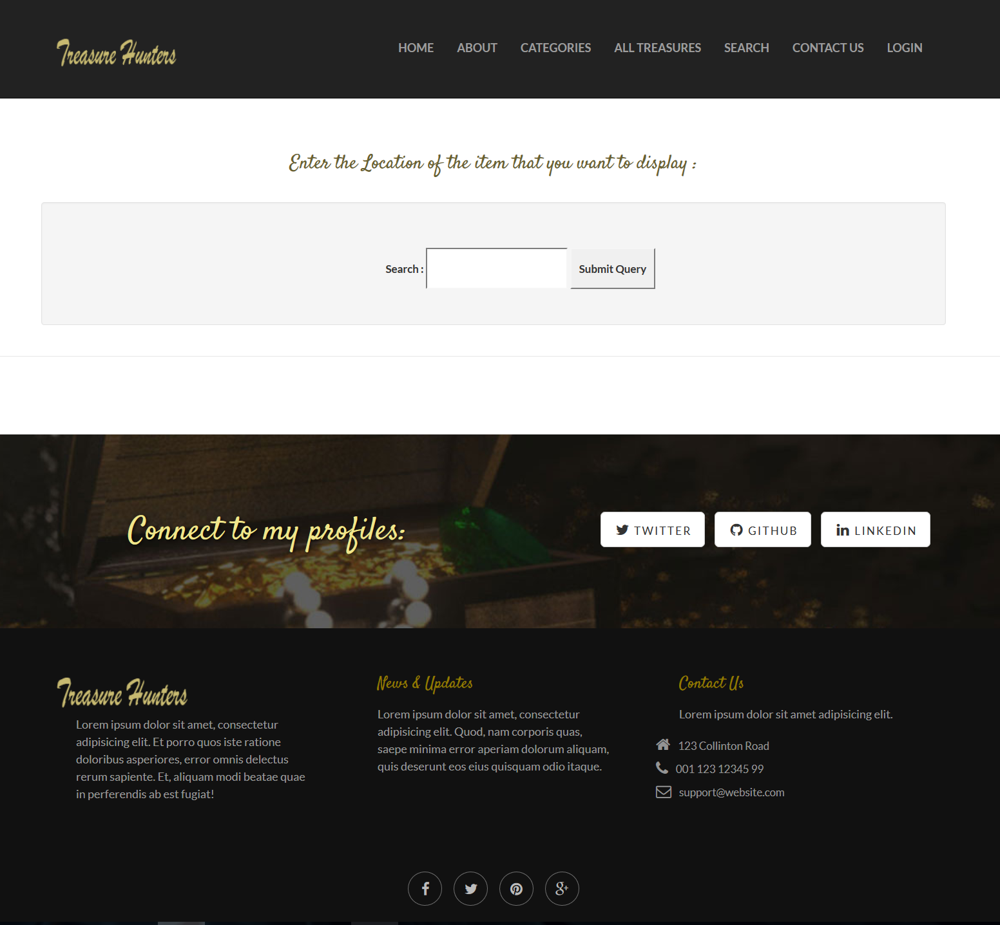 Treasure Hunters
HOME ABOUT CATEGORIES ALL TREASURES SEARCH CONTACT US LOGIN
Enter the Location of the item that you want to display :
Search :
Submit Query
Connect to my profiles:
TWITTER
GITHUB
LINKEDIN
Treasure Hunters
Lorem ipsum dolor sit amet, consectetur
adipisicing elit. Et porro quos iste ratione
doloribus asperiores, error omnis delectus
rerum sapiente. Et, aliquam modi beatae quae
in perferendis ab est fugiat!
News & Updates
Lorem ipsum dolor sit amet, consectetur
adipisicing elit. Quod, nam corporis quas,
saepe minima error aperiam dolorum aliquam,
quis deserunt eos eius quisquam odio itaque.
Contact Us
Lorem ipsum dolor sit amet adipisicing elit.
123 Collinton Road
001 123 12345 99
support@website.com